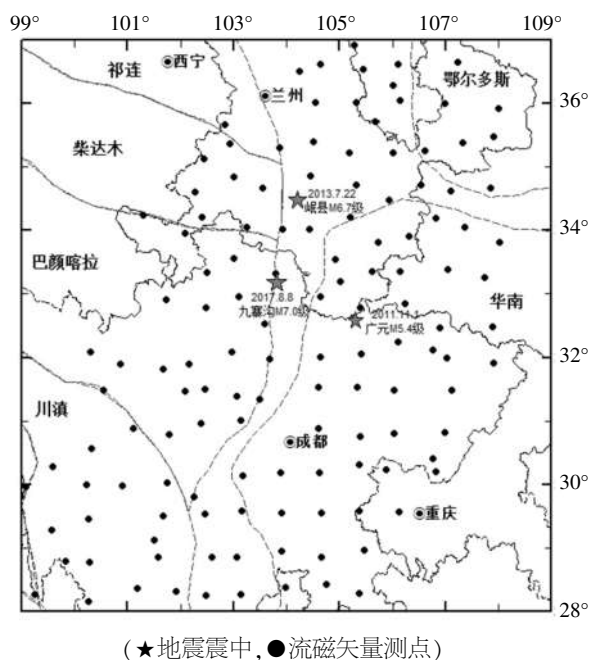 99°
101°
103°
105°
107°
109°
祁连
西宁
鄂尔多斯
兰州
36°
柴达木
2013.7.22
岷县M6.7级
34°
巴颜喀拉
2017.8.8
九寨沟M7.0级
2011.11.1
广元M5.4级
华南
32°
川滇
成都
30°
重庆
28°
(★地震震中,●流磁矢量测点)